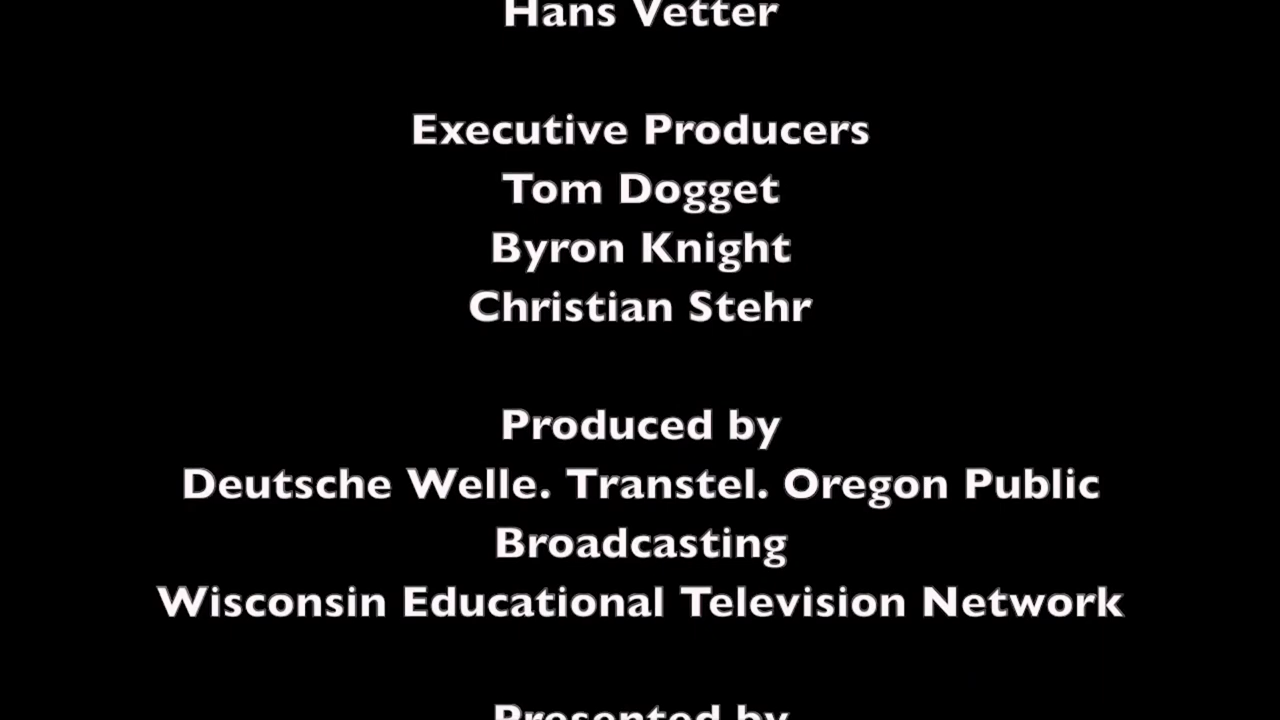 Hans Vetter
Executive Producers
Tom Dogget
Byron Knight
Christian Stehr
Produced by
Deutsche Welle. Transtel. Oregon Public
Broadcasting
Wisconsin Educational Television Network
Presented by